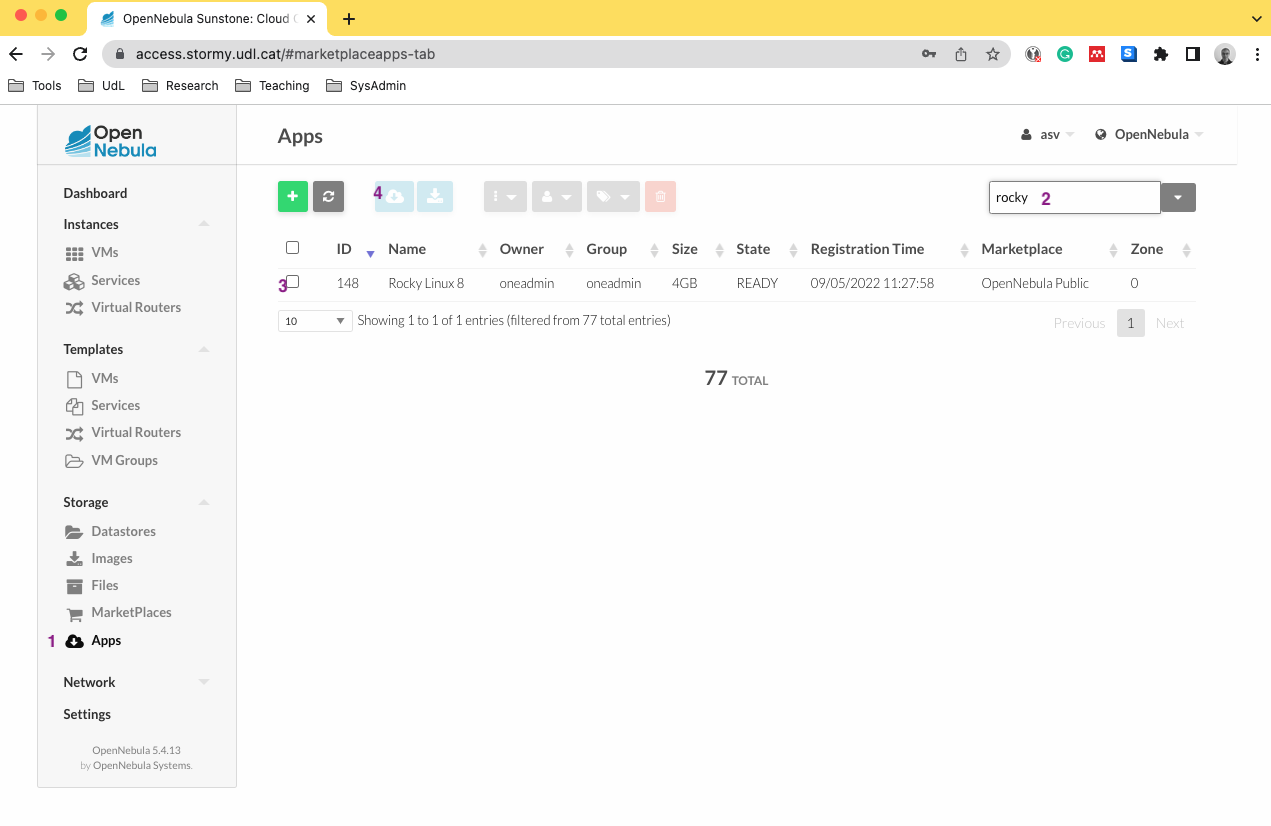 OpenNebula Sunstone: Cloud O
access.stormy.udl.cat/#marketplaceapps-tab
Tools UdL Research Teaching SysAdmin
Open
Nebula
Apps
asv OpenNebula
Dashboard
Instances
VMs
Services
Virtual Routers
Templates
VMs
Services
Virtual Routers
VM Groups
Storage
Datastores
Images
Files
MarketPlaces
1 Apps
Network
Settings
OpenNebula 5.4.13
by OpenNebula Systems.
4
rocky 2
ID Name Owner Group Size State Registration Time Marketplace Zone
3 148 Rocky Linux 8 oneadmin oneadmin 4GB READY 09/05/2022 11:27:58 OpenNebula Public 0
10 Showing 1 to 1 of 1 entries (filtered from 77 total entries) Previous 1 Next
77 TOTAL